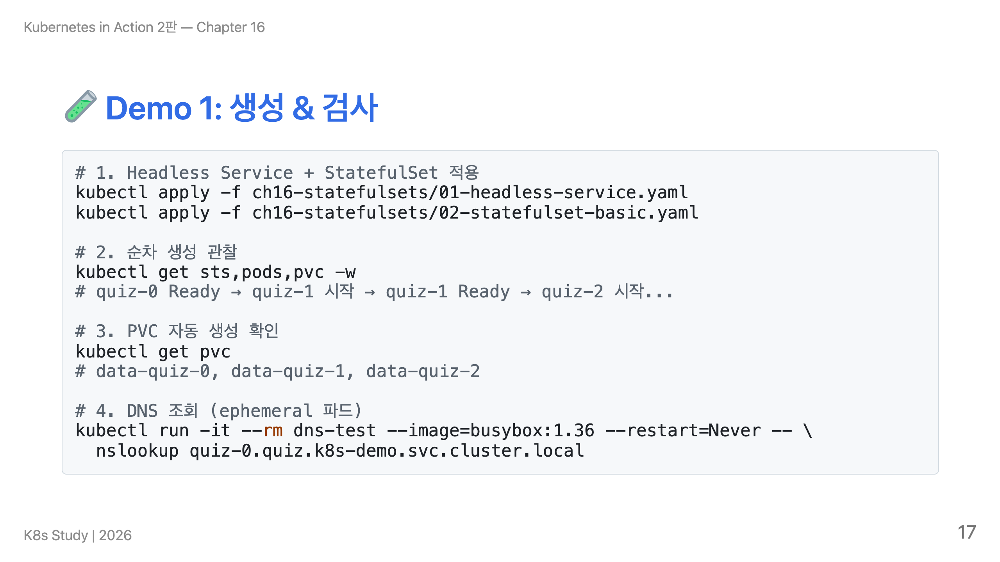 Kubernetes in Action 2판 — Chapter 16
🧪 Demo 1: 생성 & 검사
# 1. Headless Service + StatefulSet 적용
kubectl apply -f ch16-statefulsets/01-headless-service.yaml
kubectl apply -f ch16-statefulsets/02-statefulset-basic.yaml
# 2. 순차 생성 관찰
kubectl get sts,pods,pvc -w
# quiz-0 Ready → quiz-1 시작 → quiz-1 Ready → quiz-2 시작...
# 3. PVC 자동 생성 확인
kubectl get pvc
# data-quiz-0, data-quiz-1, data-quiz-2
# 4. DNS 조회 (ephemeral 파드)
kubectl run -it --rm dns-test --image=busybox:1.36 --restart=Never -- \
  nslookup quiz-0.quiz.k8s-demo.svc.cluster.local
K8s Study | 2026
17